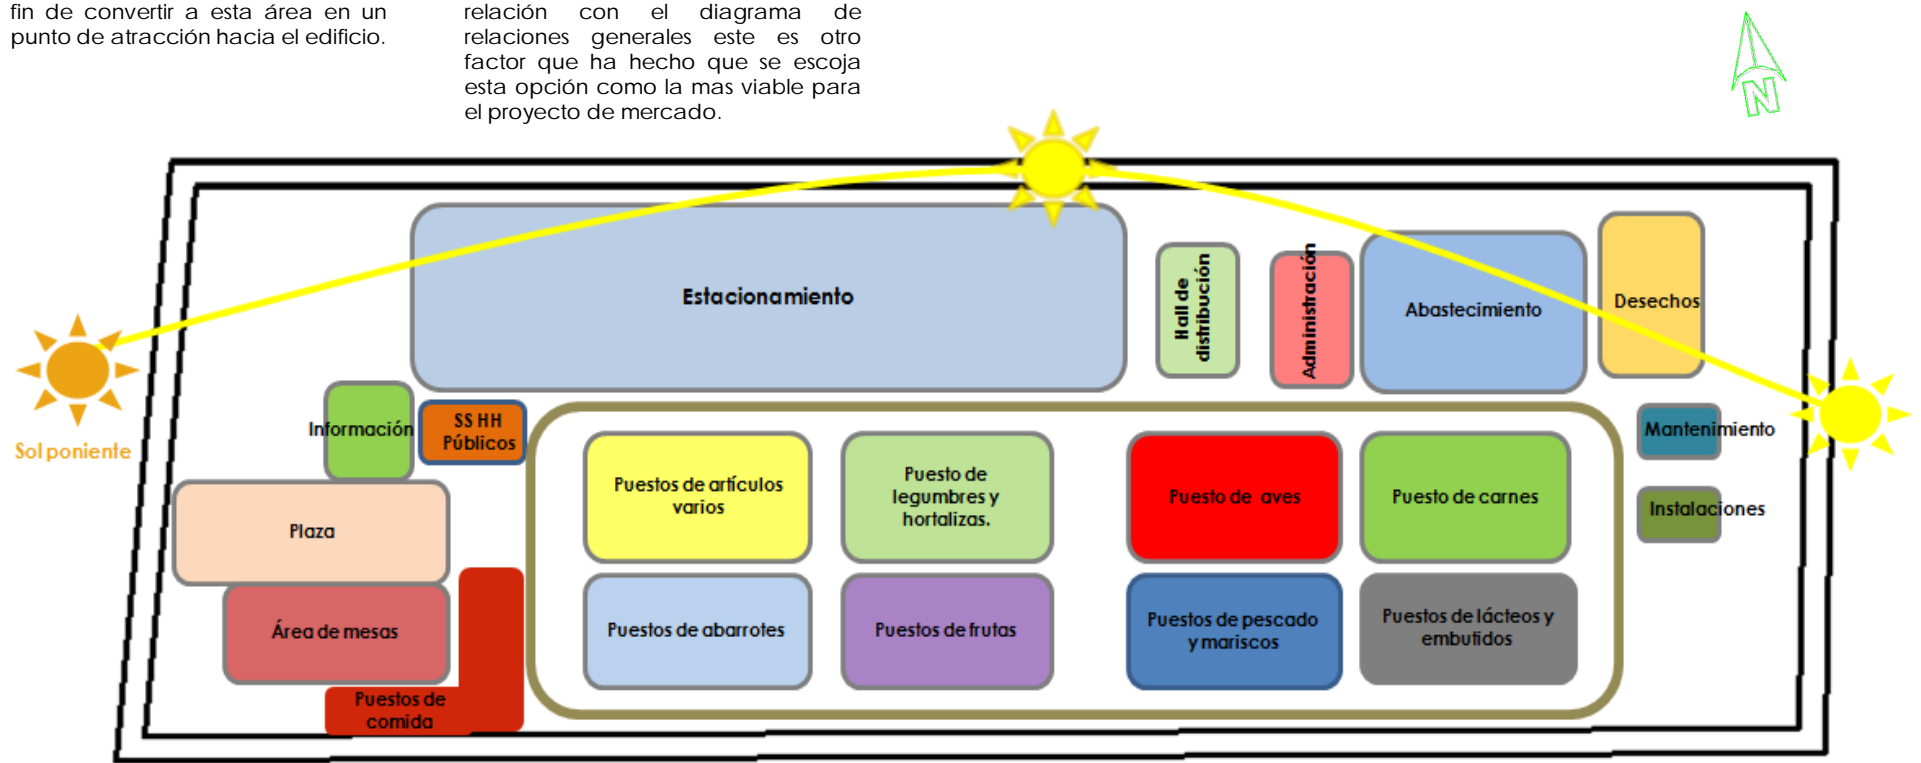 fin de convertir a esta área en un
punto de atracción hacia el edificio.
relación con el diagrama de
relaciones generales este es otro
factor que ha hecho que se escoja
esta opción como la mas viable para
el proyecto de mercado.
N
Estacionamiento
Hall de
distribución
Administración
Abastecimiento
Desechos
Sol poniente
Información
SS HH
Públicos
Mantenimiento
Instalaciones
Plaza
Puestos de artículos
varios
Puesto de
legumbres y
hortalizas.
Puesto de aves
Puesto de carnes
Área de mesas
Puestos de abarrotes
Puestos de frutas
Puestos de pescado
y mariscos
Puestos de lácteos y
embutidos
Puestos de
comida